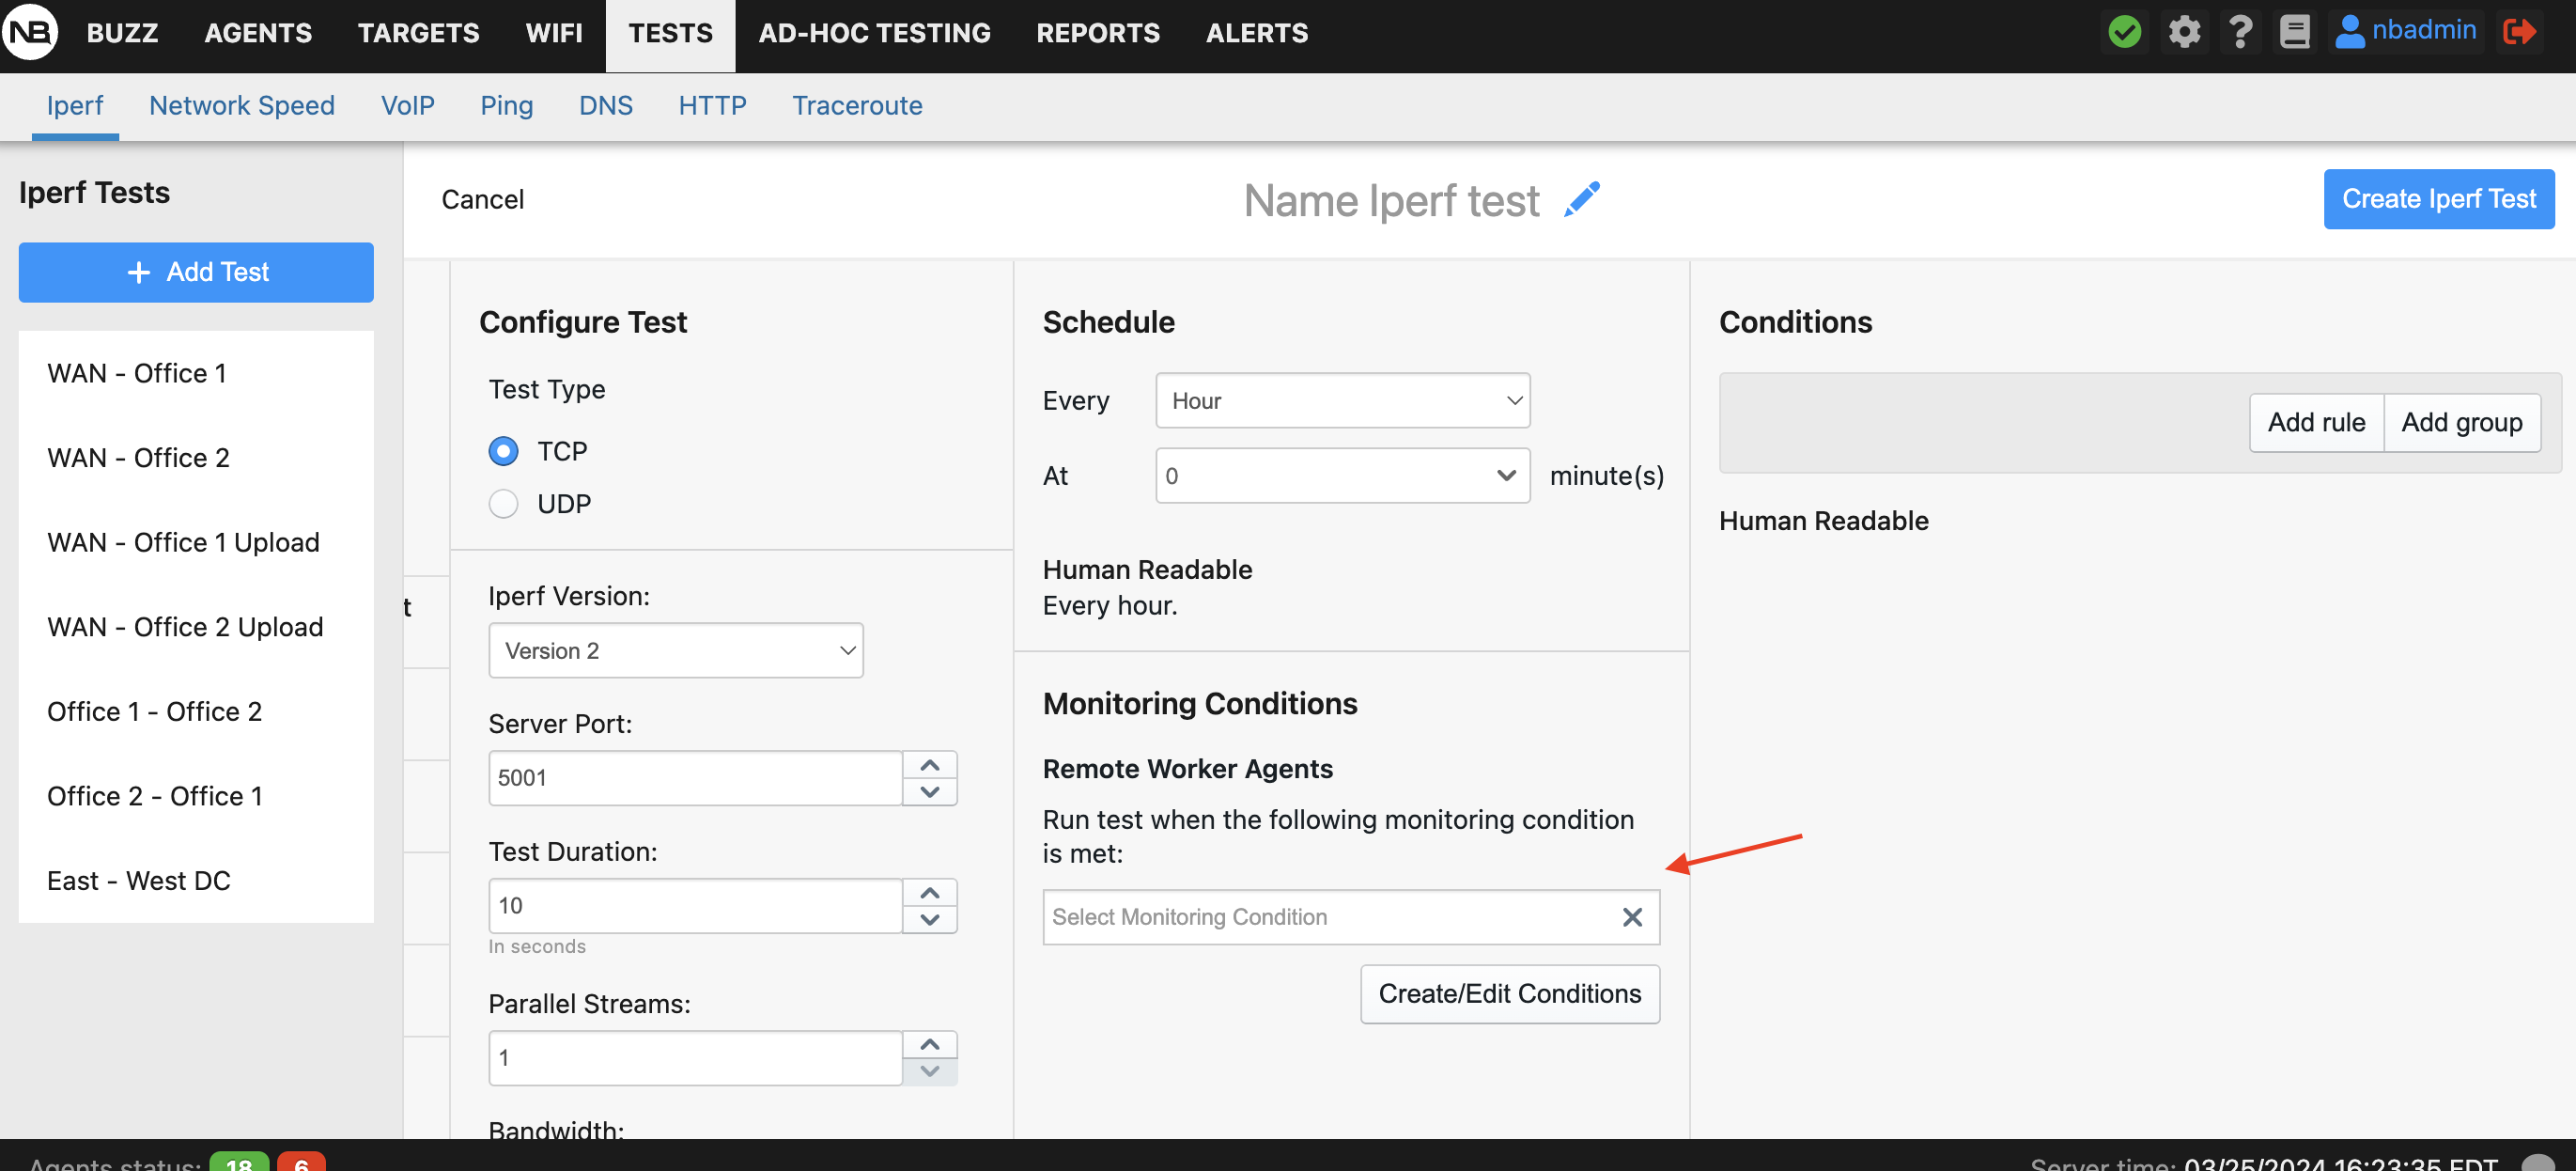 NB BUZZ AGENTS TARGETS WIFI TESTS AD-HOC TESTING REPORTS ALERTS nbadmin
Iperf Network Speed VoIP Ping DNS HTTP Traceroute
Iperf Tests
+ Add Test
WAN - Office 1
WAN - Office 2
WAN - Office 1 Upload
WAN - Office 2 Upload
Office 1 - Office 2
Office 2 - Office 1
East - West DC
Cancel
Name Iperf test
Create Iperf Test
t
Configure Test
Test Type
TCP
UDP
Iperf Version:
Version 2
Server Port:
5001
Test Duration:
10
In seconds
Parallel Streams:
1
Bandwidth:
Schedule
Every Hour
At 0 minute(s)
Human Readable
Every hour.
Monitoring Conditions
Remote Worker Agents
Run test when the following monitoring condition
is met:
Select Monitoring Condition
Create/Edit Conditions
Conditions
Add rule Add group
Human Readable
Agents status: 18 6
Server time: 03/25/2024 16:23:35 EDT